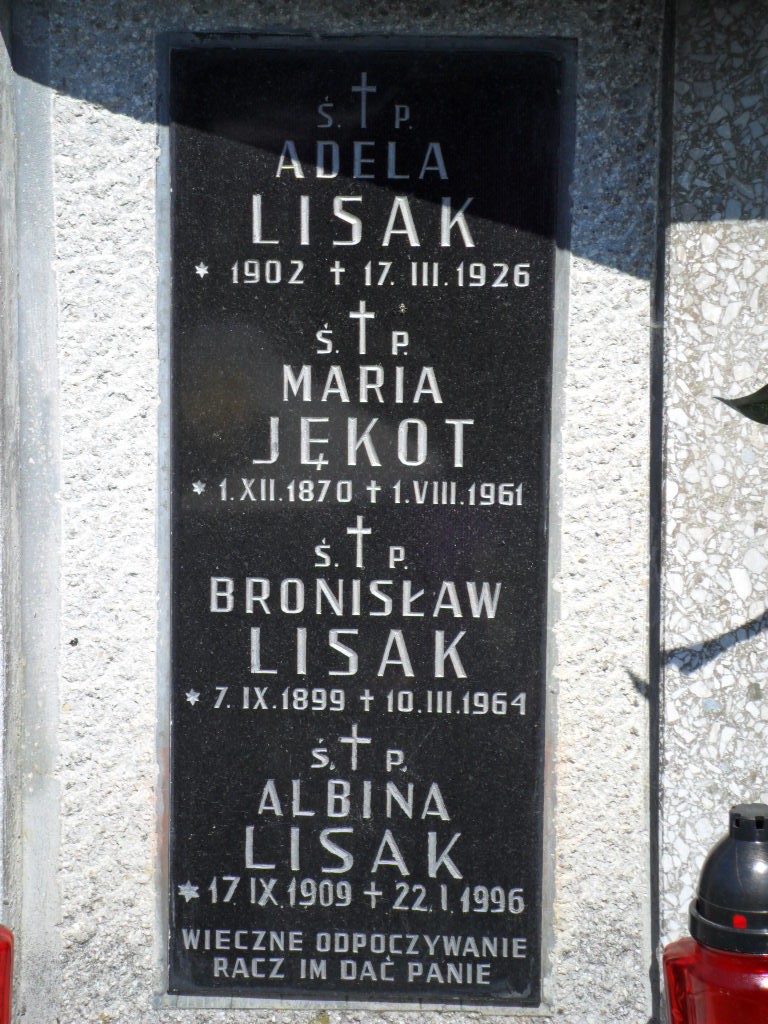 Ś. † P.
ADELA
LISAK
* 1902 † 17. III. 1926
Ś. † P.
MARIA
JĘKOT
* 1. XII. 1870 † 1. VIII. 1961
Ś. † P.
BRONISŁAW
LISAK
* 7. IX. 1899 † 10. III. 1964
Ś. † P.
ALBINA
LISAK
* 17 IX. 1909 † 22. I. 1996
WIECZNE ODPOCZYWANIE
RACZ IM DAĆ PANIE